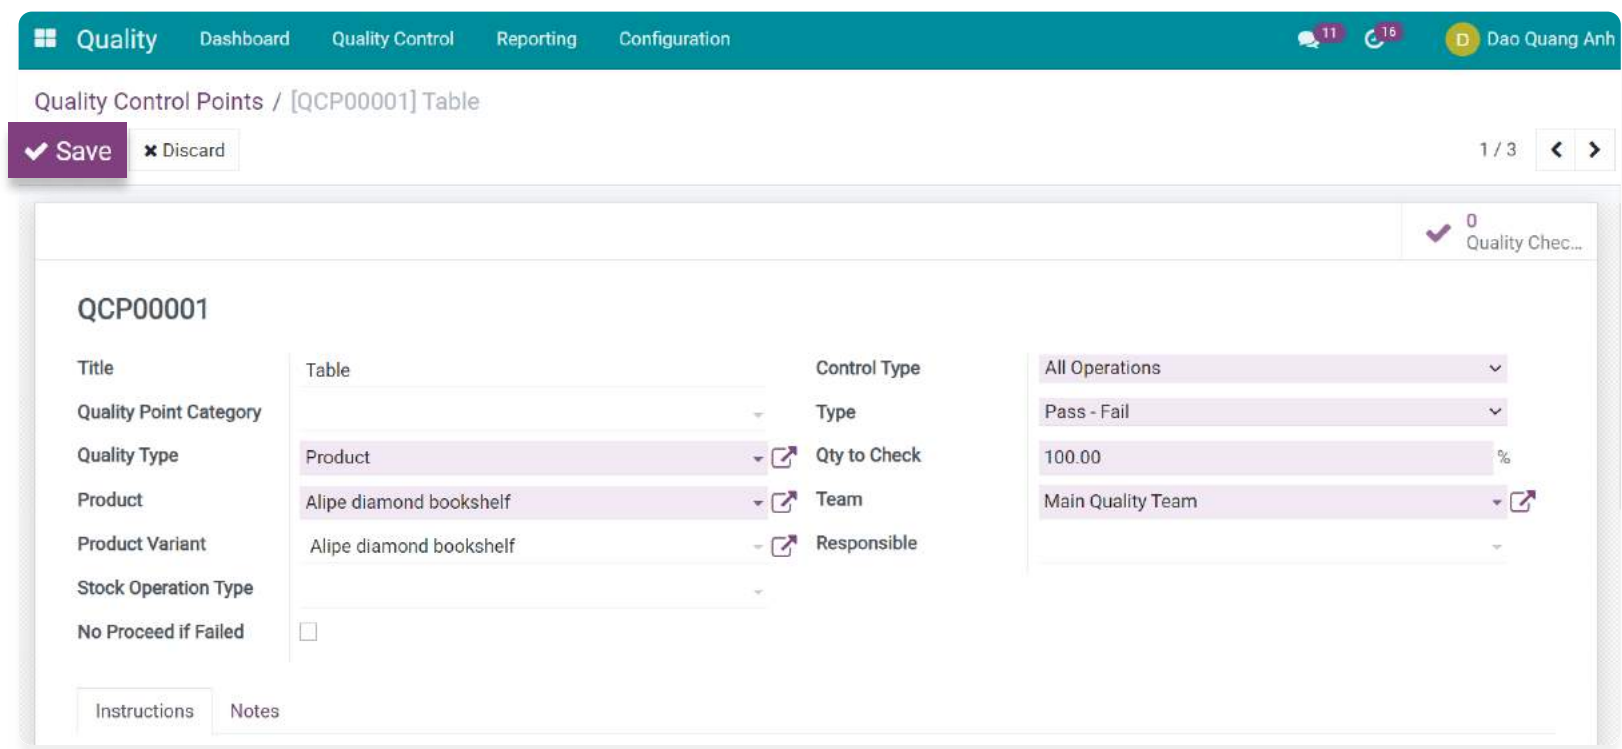 Quality Dashboard Quality Control Reporting Configuration 11 16 D Dao Quang Anh
Quality Control Points / [QCP00001] Table
Save Discard 1 / 3
0
Quality Chec...
QCP00001
Title Table Control Type All Operations
Quality Point Category Type Pass - Fail
Quality Type Product Qty to Check 100.00 %
Product Alipe diamond bookshelf Team Main Quality Team
Product Variant Alipe diamond bookshelf Responsible
Stock Operation Type
No Proceed if Failed
Instructions Notes